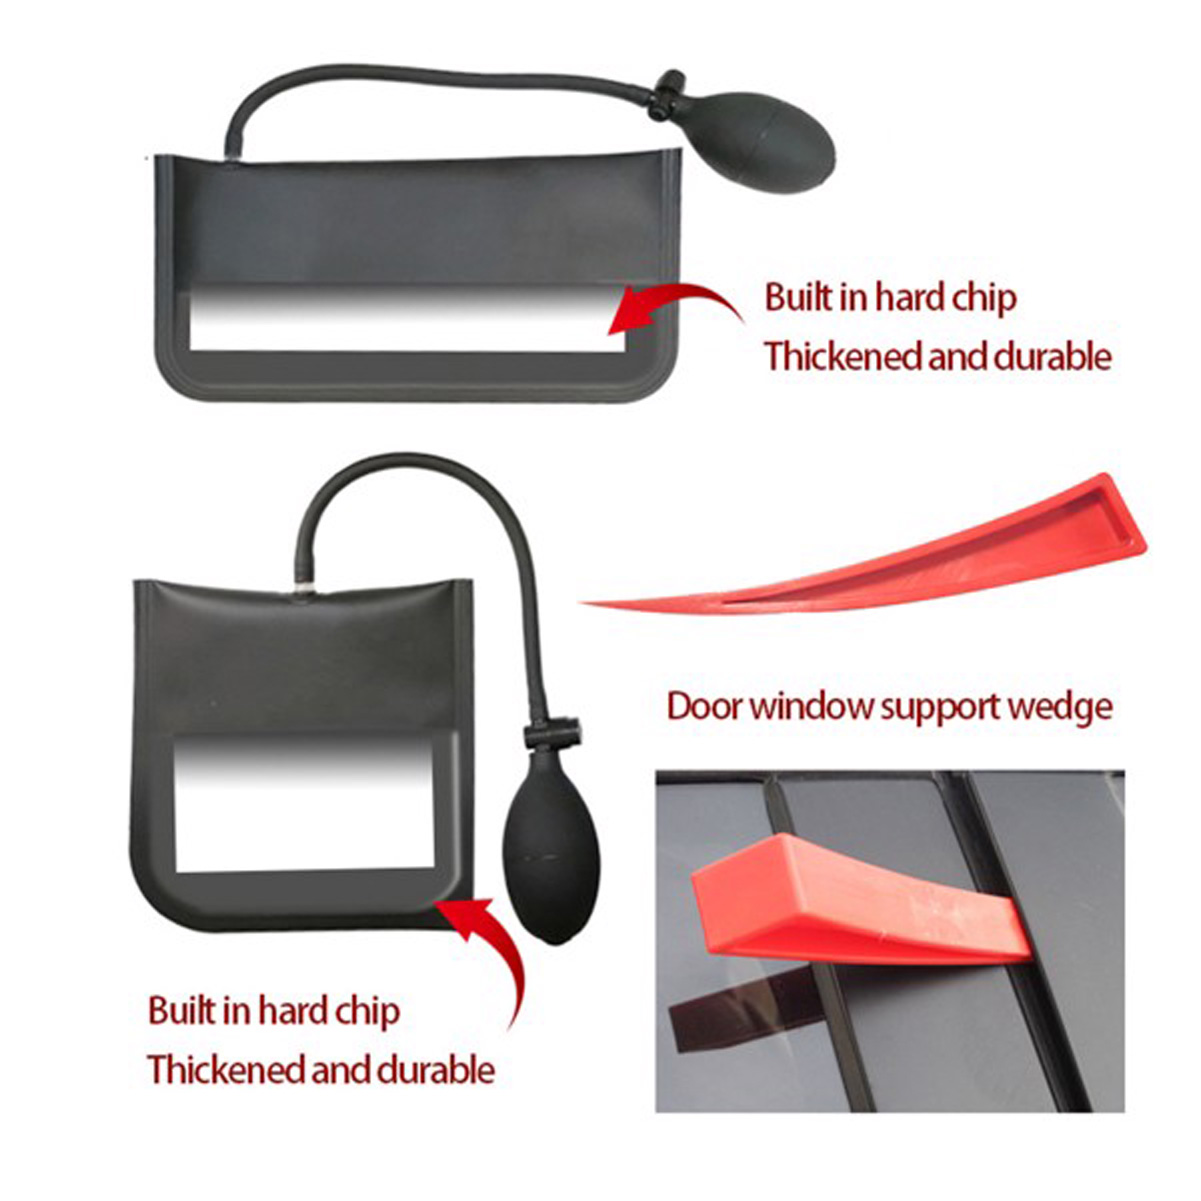 Built in hard chip
Thickened and durable
Door window support wedge
Built in hard chip
Thickened and durable